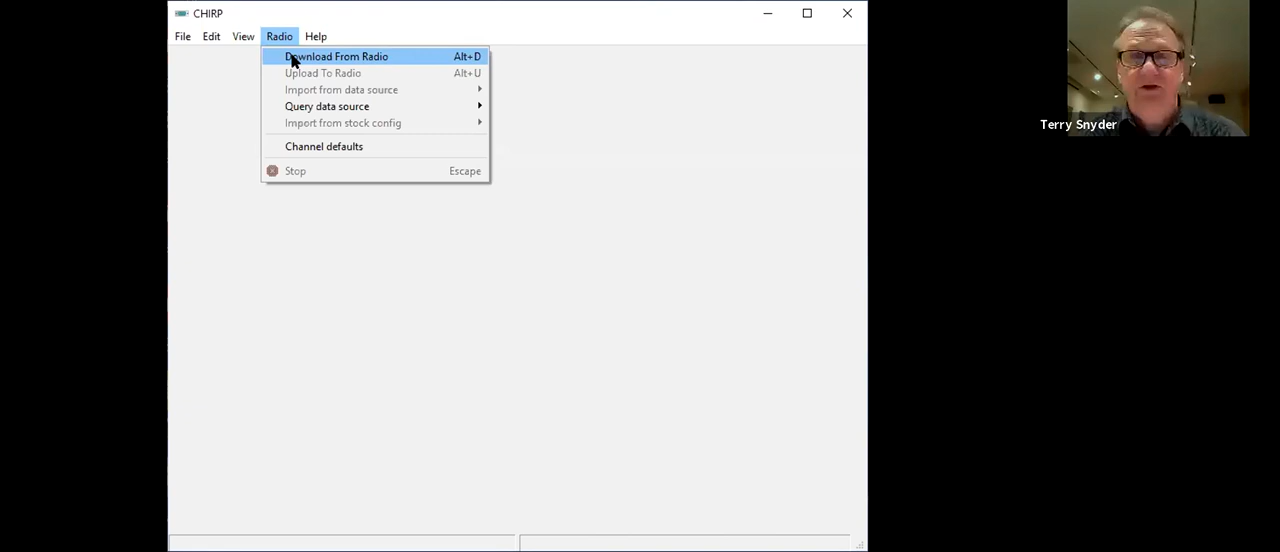 CHIRP
File Edit View Radio Help
Download From Radio Alt+D
Upload To Radio Alt+U
Import from data source
Query data source
Import from stock config
Channel defaults
Stop Escape
Terry Snyder